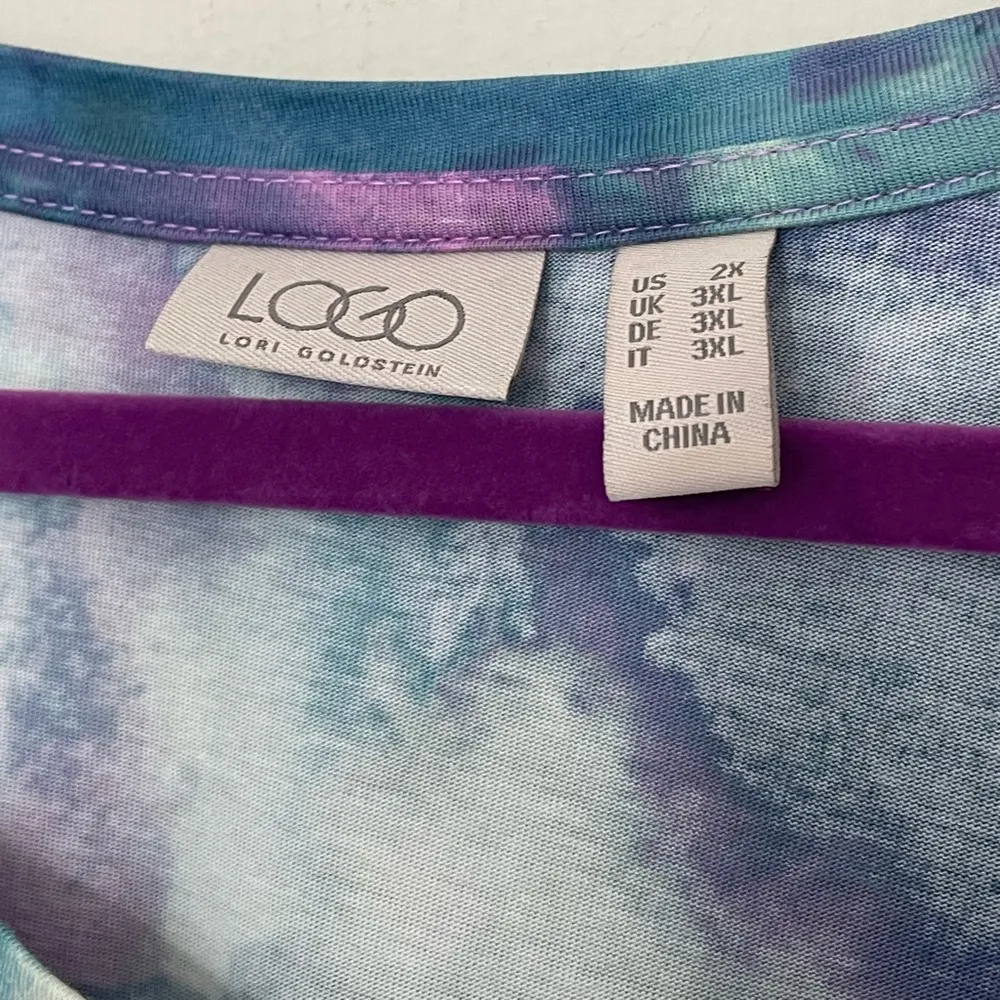 LOGO
LORI GOLDSTEIN
US 2X
UK 3XL
DE 3XL
IT 3XL
MADE IN
CHINA